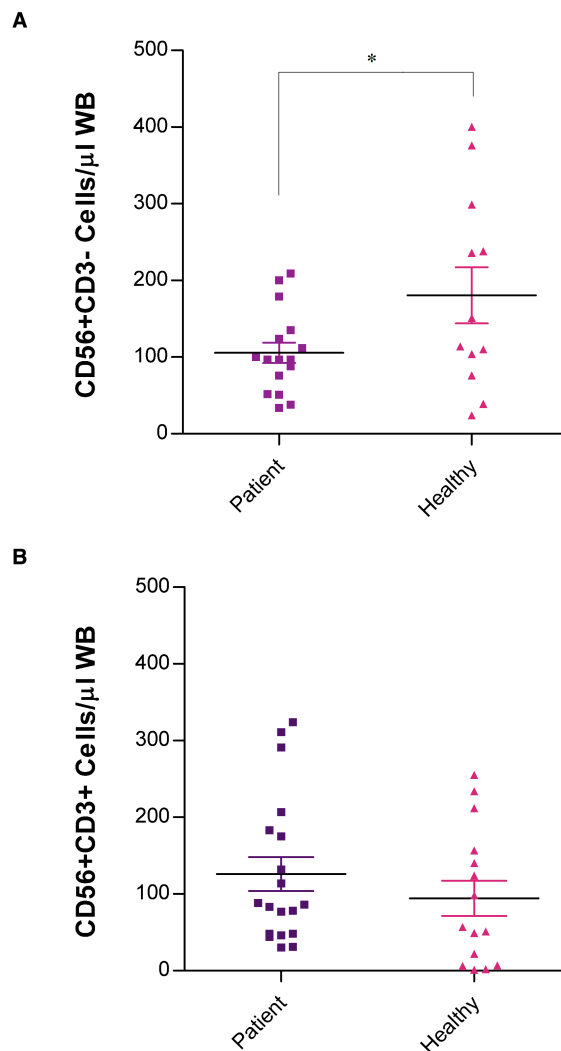 A
500
*
400
300
200
100
0
CD56+CD3- Cells/µl WB
Patient
Healthy
B
500
400
300
200
100
0
CD56+CD3+ Cells/µl WB
Patient
Healthy